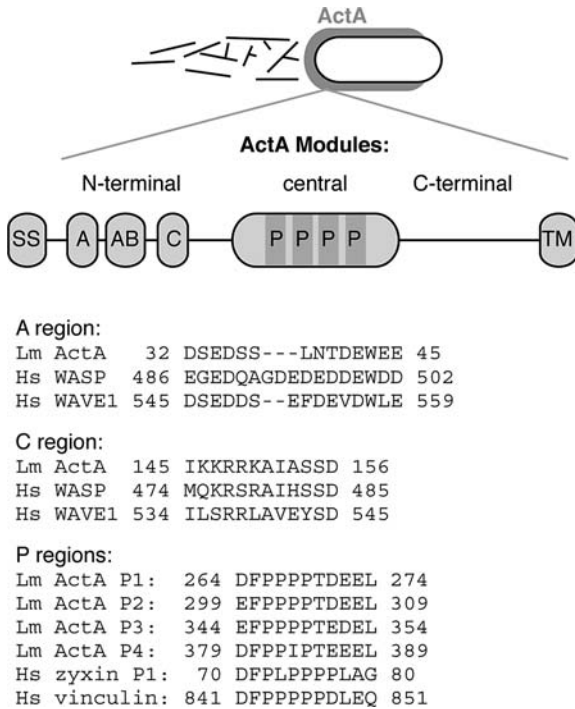 ActA
ActA Modules:
N-terminal central C-terminal
SS A AB C P P P P TM
A region:
Lm ActA 32 DSEDSS---LNTDEWEE 45
Hs WASP 486 EGEDQAGDEDEDDEWDD 502
Hs WAVE1 545 DSEDDS--EFDEVDWLE 559
C region:
Lm ActA 145 IKKRRKAIASSD 156
Hs WASP 474 MQKRSRAIHSSD 485
Hs WAVE1 534 ILSRRLAVEYSD 545
P regions:
Lm ActA P1: 264 DFPPPPTDEEL 274
Lm ActA P2: 299 EFPPPPTDEEL 309
Lm ActA P3: 344 EFPPPPTEDEL 354
Lm ActA P4: 379 DFPPIPTEEEL 389
Hs zyxin P1: 70 DFPLPPPPLAG 80
Hs vinculin: 841 DFPPPPPDLEQ 851